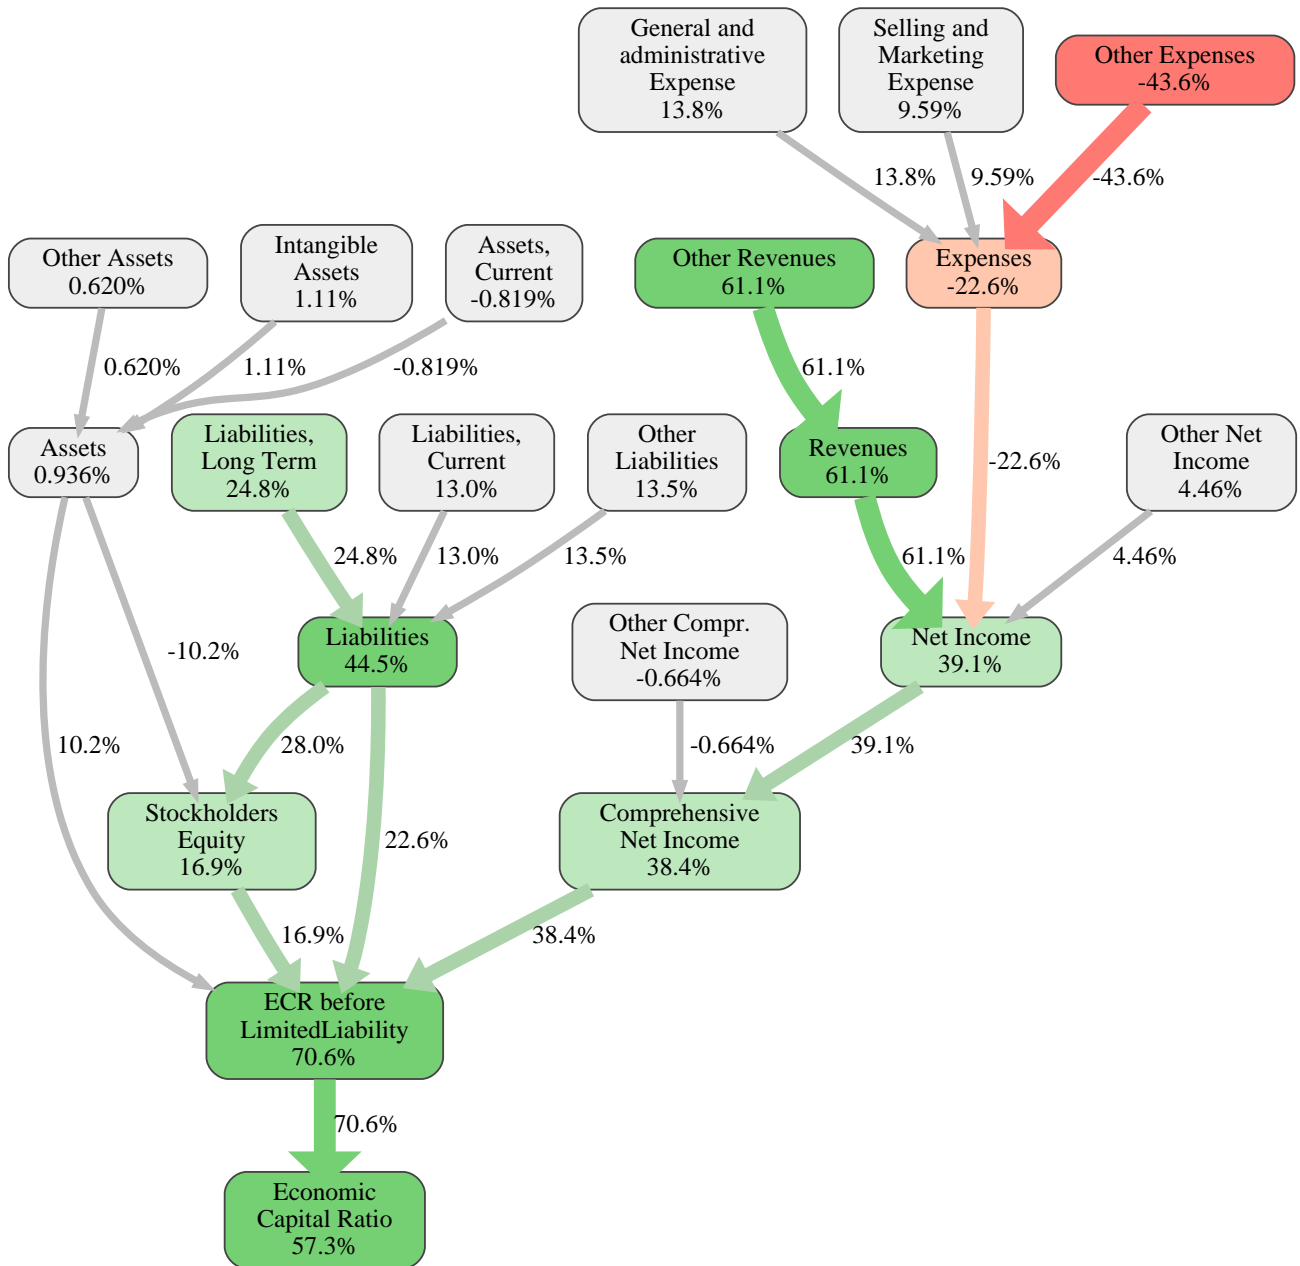 General and
administrative
Expense
13.8%
Selling and
Marketing
Expense
9.59%
Other Expenses
-43.6%
13.8%
9.59%
-43.6%
Other Assets
0.620%
Intangible
Assets
1.11%
Assets,
Current
-0.819%
Other Revenues
61.1%
Expenses
-22.6%
0.620%
1.11%
-0.819%
61.1%
Assets
0.936%
Liabilities,
Long Term
24.8%
Liabilities,
Current
13.0%
Other
Liabilities
13.5%
Revenues
61.1%
-22.6%
Other Net
Income
4.46%
24.8%
13.0%
13.5%
61.1%
4.46%
-10.2%
Liabilities
44.5%
Other Compr.
Net Income
-0.664%
Net Income
39.1%
10.2%
28.0%
-0.664%
39.1%
Stockholders
Equity
16.9%
22.6%
Comprehensive
Net Income
38.4%
16.9%
38.4%
ECR before
LimitedLiability
70.6%
70.6%
Economic
Capital Ratio
57.3%